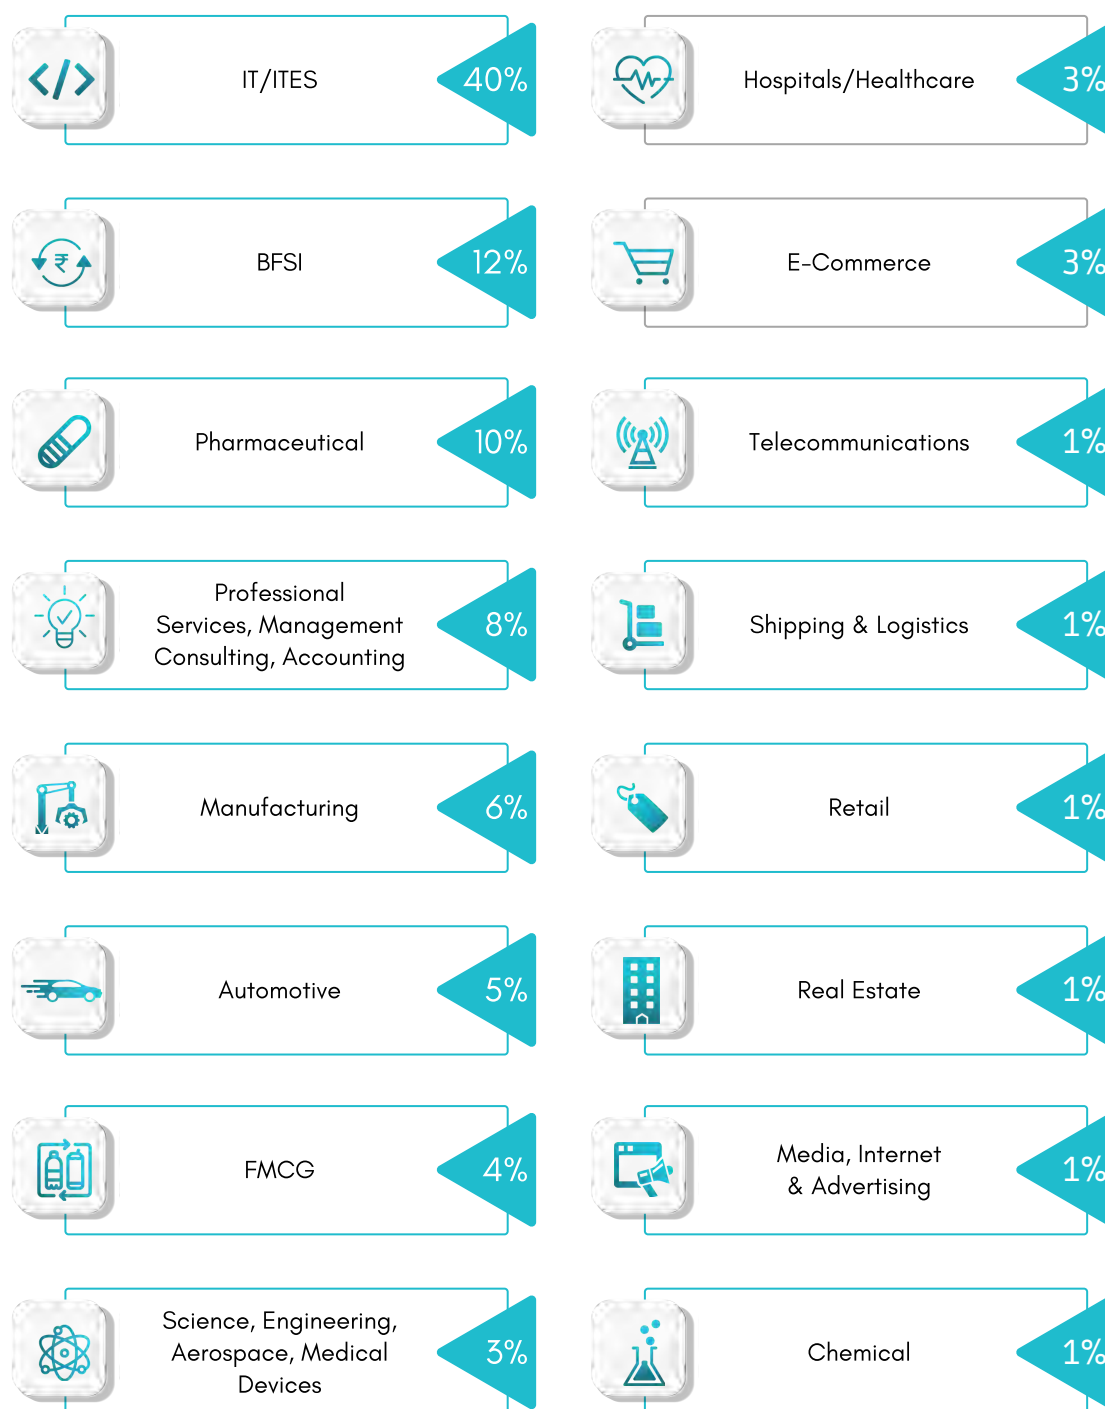 IT/ITES
40%
Hospitals/Healthcare
3%
BFSI
12%
E-Commerce
3%
Pharmaceutical
10%
Telecommunications
1%
Professional
Services, Management
Consulting, Accounting
8%
Shipping & Logistics
1%
Manufacturing
6%
Retail
1%
Automotive
5%
Real Estate
1%
FMCG
4%
Media, Internet
& Advertising
1%
Science, Engineering,
Aerospace, Medical
Devices
3%
Chemical
1%